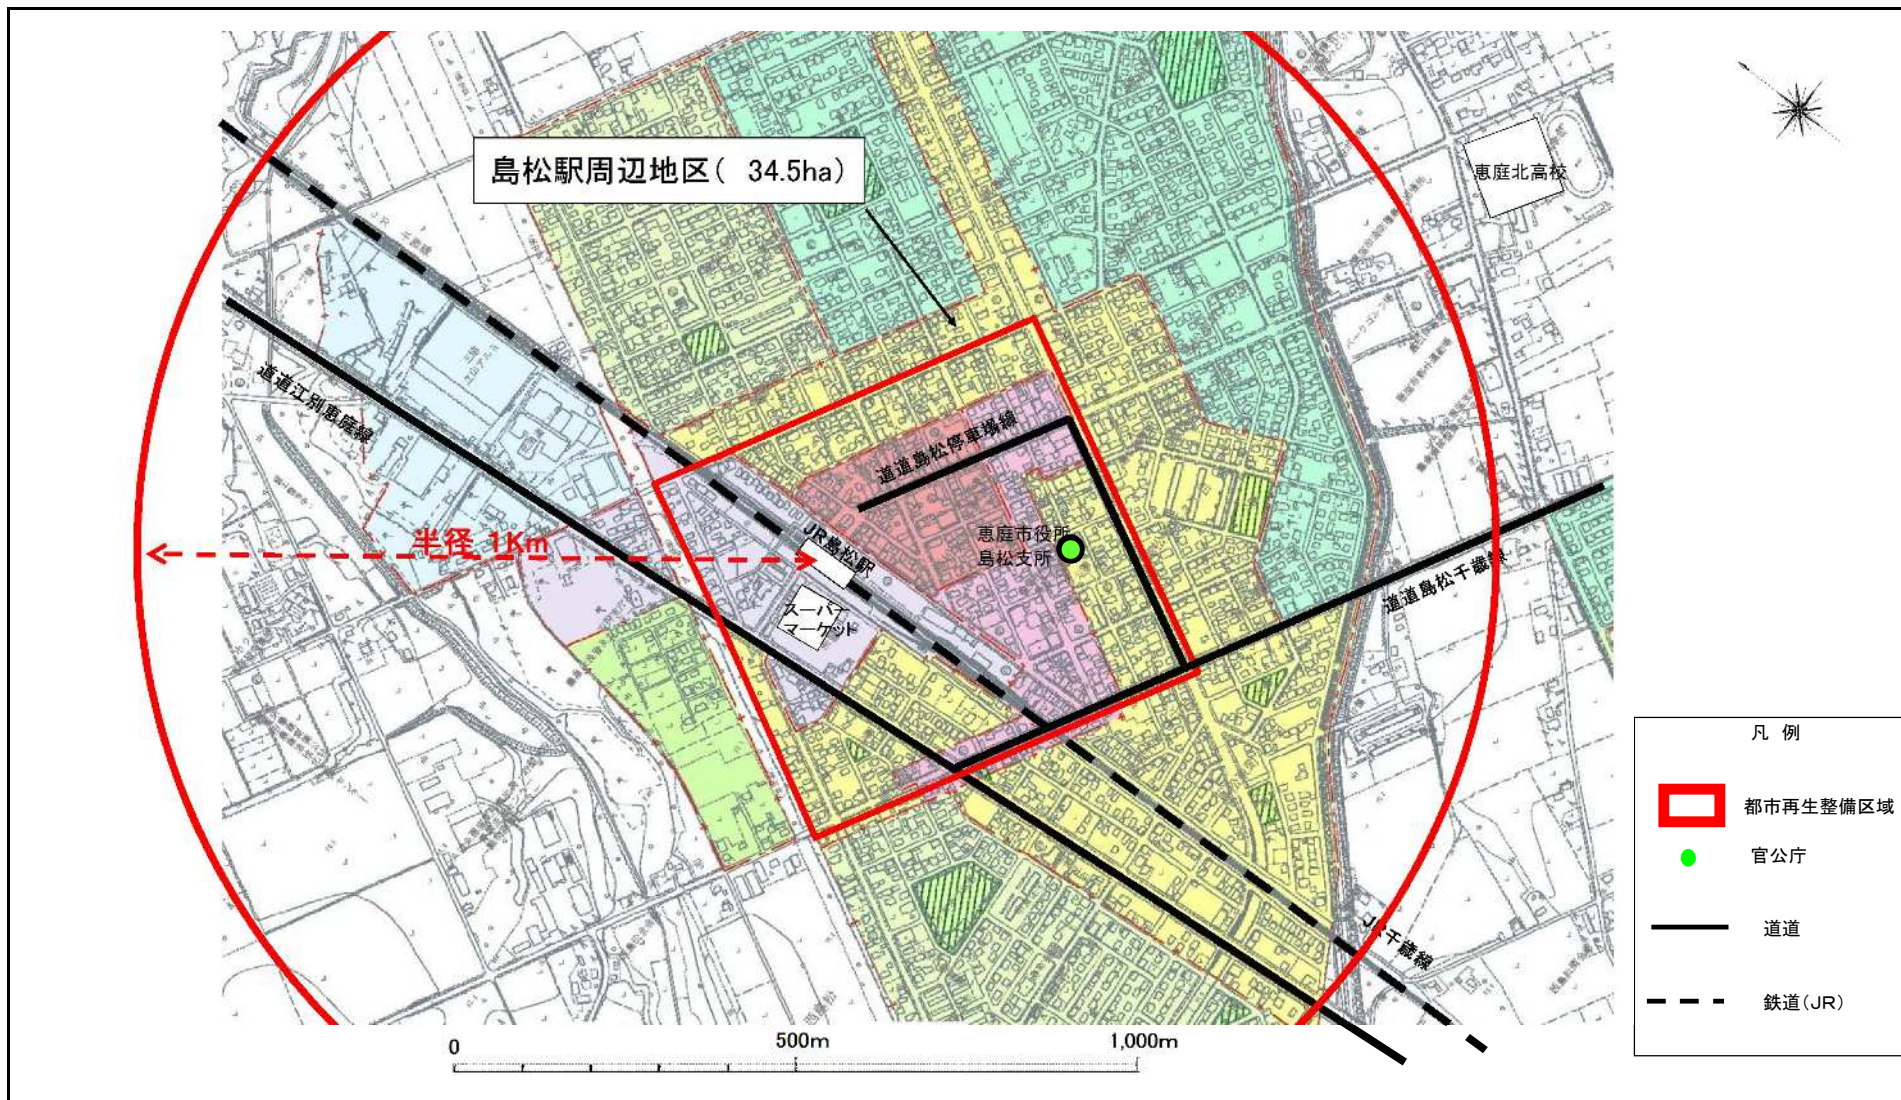 島松駅周辺地区( 34.5ha)
恵庭北高校
道道江別恵庭線
道道島松停車場線
半径 1Km
JR島松駅
恵庭市役所
島松支所
スーパー
マーケット
道道島松千歳線
JR千歳線
0
500m
1,000m
凡 例
都市再生整備区域
官公庁
道道
鉄道(JR)